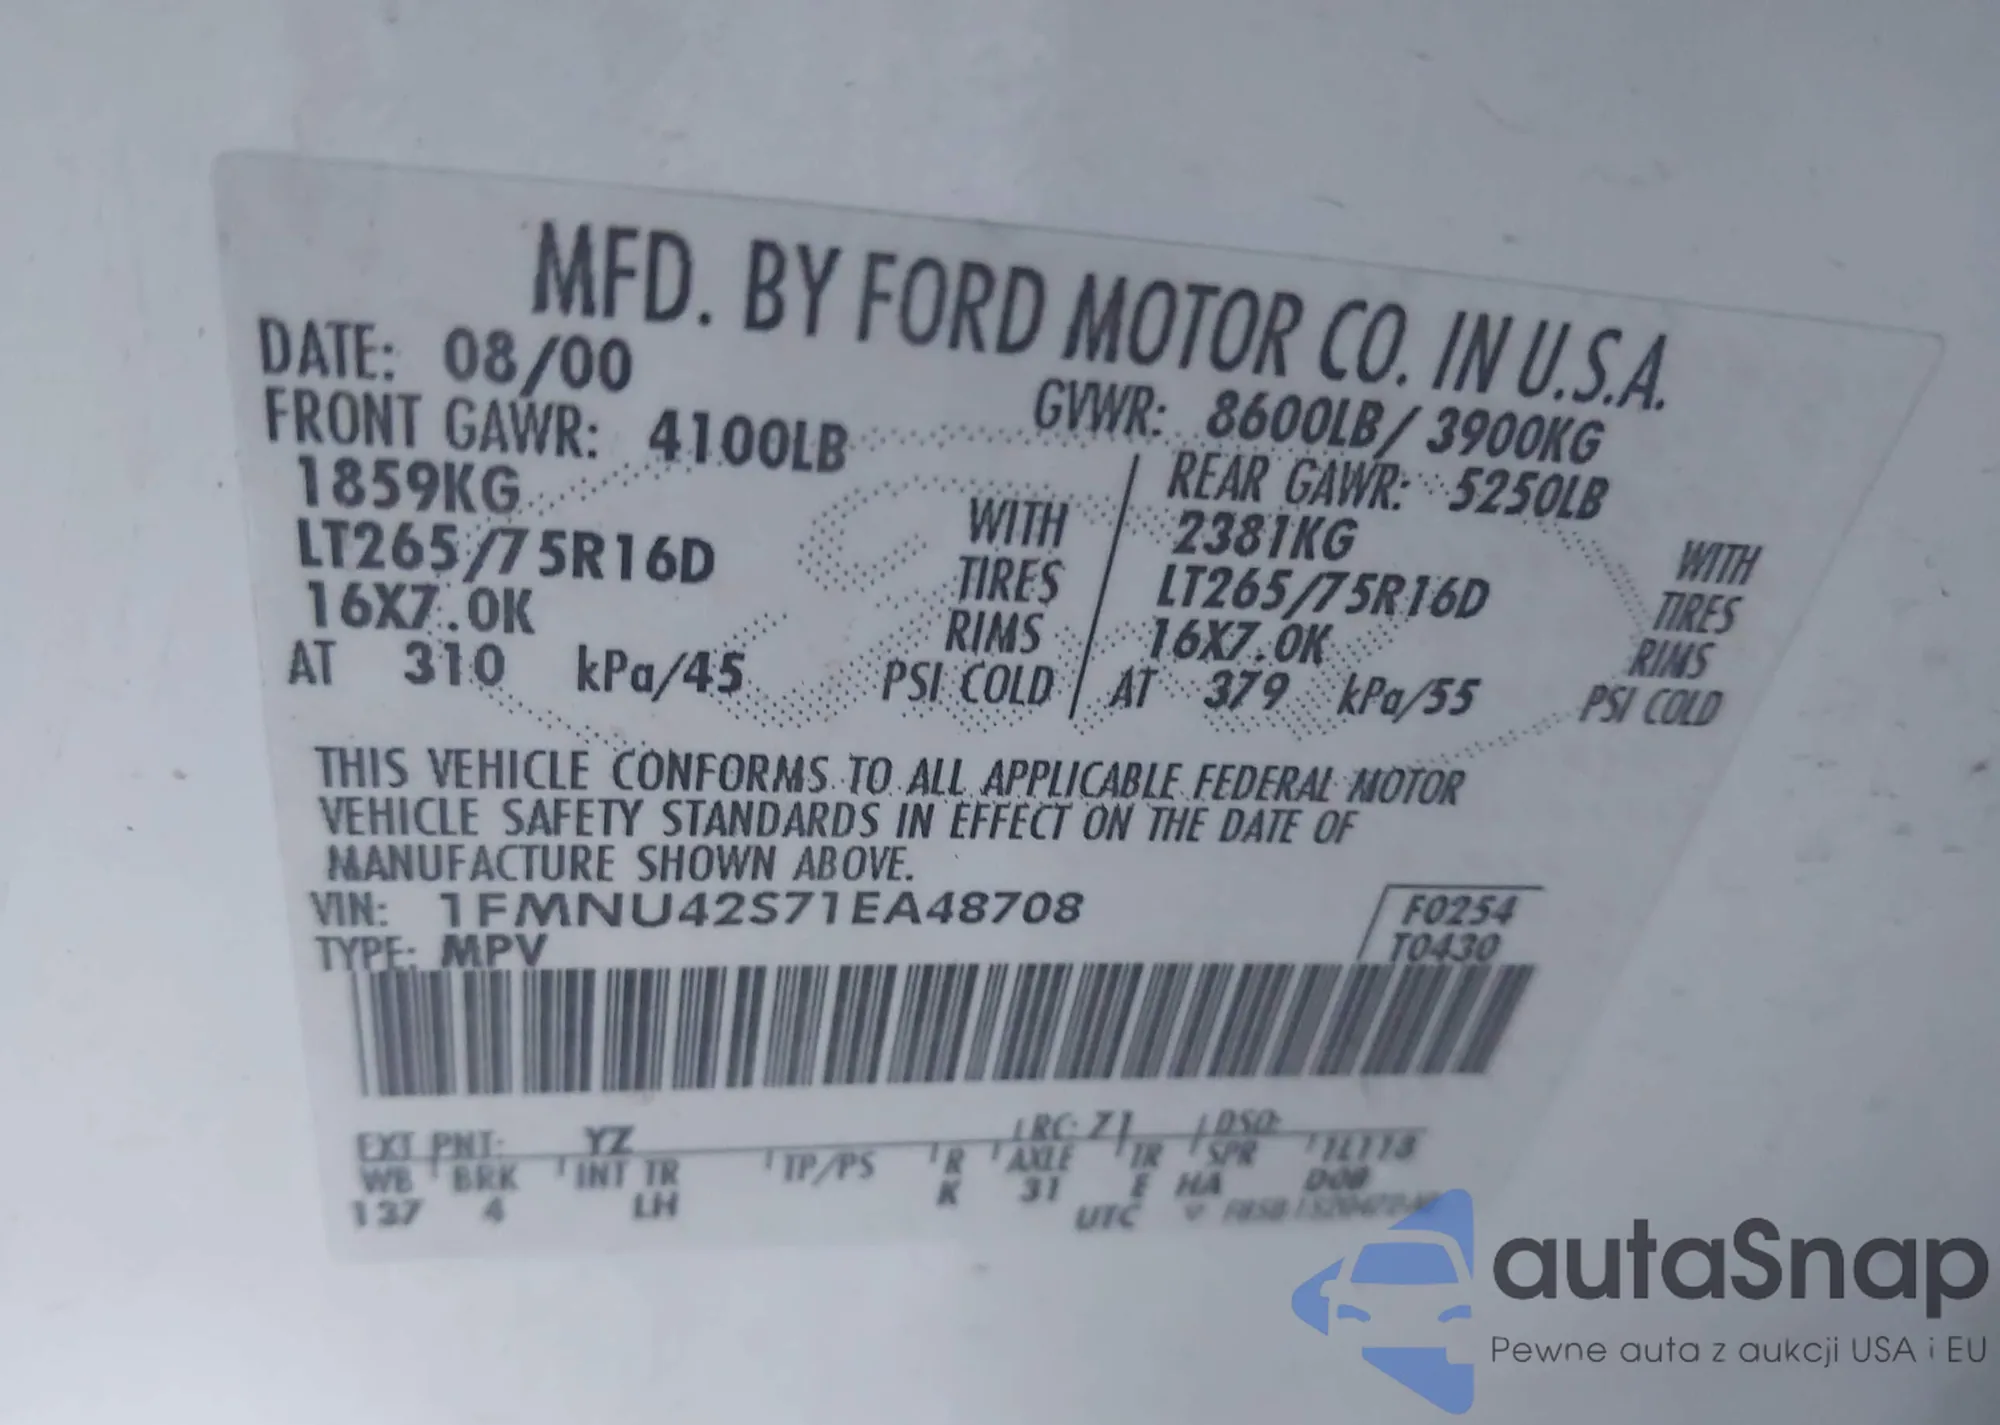 MFD. BY FORD MOTOR CO. IN U.S.A.
DATE: 08/00
GVWR: 8600LB/ 3900KG
FRONT GAWR: 4100LB
1859KG
LT265/75R16D
16X7.0K
AT 310 kPa/45
WITH
TIRES
RIMS
PSI COLD
REAR GAWR: 5250LB
2381KG
LT265/75R16D
16X7.0K
AT 379 kPa/55
WITH
TIRES
RIMS
PSI COLD
THIS VEHICLE CONFORMS TO ALL APPLICABLE FEDERAL MOTOR
VEHICLE SAFETY STANDARDS IN EFFECT ON THE DATE OF
MANUFACTURE SHOWN ABOVE.
VIN: 1FMNU42S71EA48708
TYPE: MPV
F0254
T0430
EXT PNT: YZ RC: Z1 DSO:
WB BRK INT TR TP/PS R AXLE TR SPR
137 4 LH K 31 E HA D08
UTC
autaSnap
Pewne auta z aukcji USA i EU